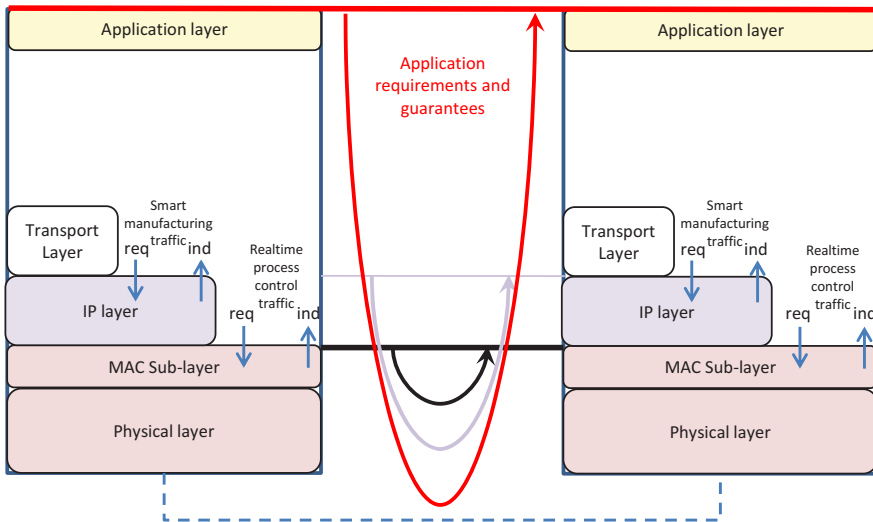 Application layer
Transport
Layer
Smart
manufacturing
traffic
req
ind
Realtime
process
control
traffic
req
ind
IP layer
MAC Sub-layer
Physical layer
Application
requirements and
guarantees
Application layer
Transport
Layer
Smart
manufacturing
traffic
req
ind
Realtime
process
control
traffic
req
ind
IP layer
MAC Sub-layer
Physical layer